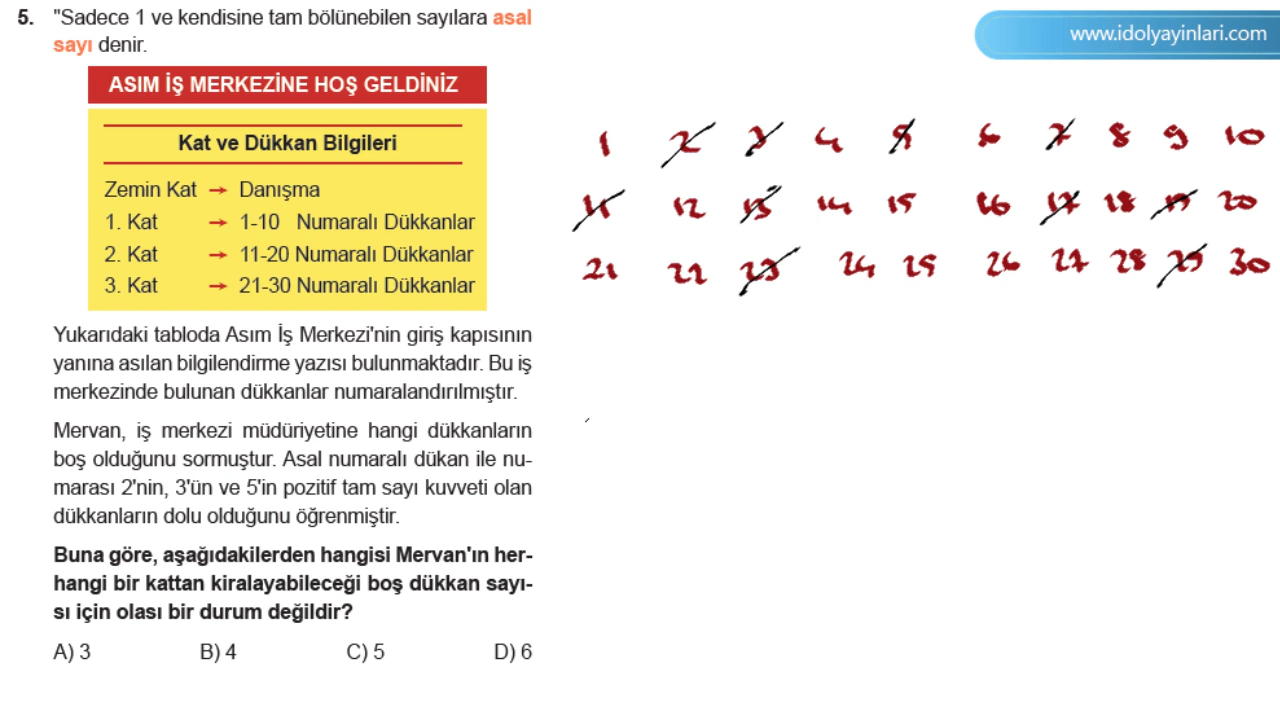 5. "Sadece 1 ve kendisine tam bölünebilen sayılara asal
sayı denir.
www.idolyayinlari.com
ASIM İŞ MERKEZİNE HOŞ GELDİNİZ
Kat ve Dükkan Bilgileri
Zemin Kat → Danışma
1. Kat → 1-10 Numaralı Dükkanlar
2. Kat → 11-20 Numaralı Dükkanlar
3. Kat → 21-30 Numaralı Dükkanlar
1 2 3 4 5 6 7 8 9 10
11 12 13 14 15 16 17 18 19 20
21 22 23 24 25 26 27 28 29 30
Yukarıdaki tabloda Asım İş Merkezi'nin giriş kapısının
yanına asılan bilgilendirme yazısı bulunmaktadır. Bu iş
merkezinde bulunan dükkanlar numaralandırılmıştır.
Mervan, iş merkezi müdüriyetine hangi dükkanların
boş olduğunu sormuştur. Asal numaralı dükan ile nu-
marası 2'nin, 3'ün ve 5'in pozitif tam sayı kuvveti olan
dükkanların dolu olduğunu öğrenmiştir.
Buna göre, aşağıdakilerden hangisi Mervan'ın her-
hangi bir kattan kiralayabileceği boş dükkan sayı-
sı için olası bir durum değildir?
A) 3 B) 4 C) 5 D) 6